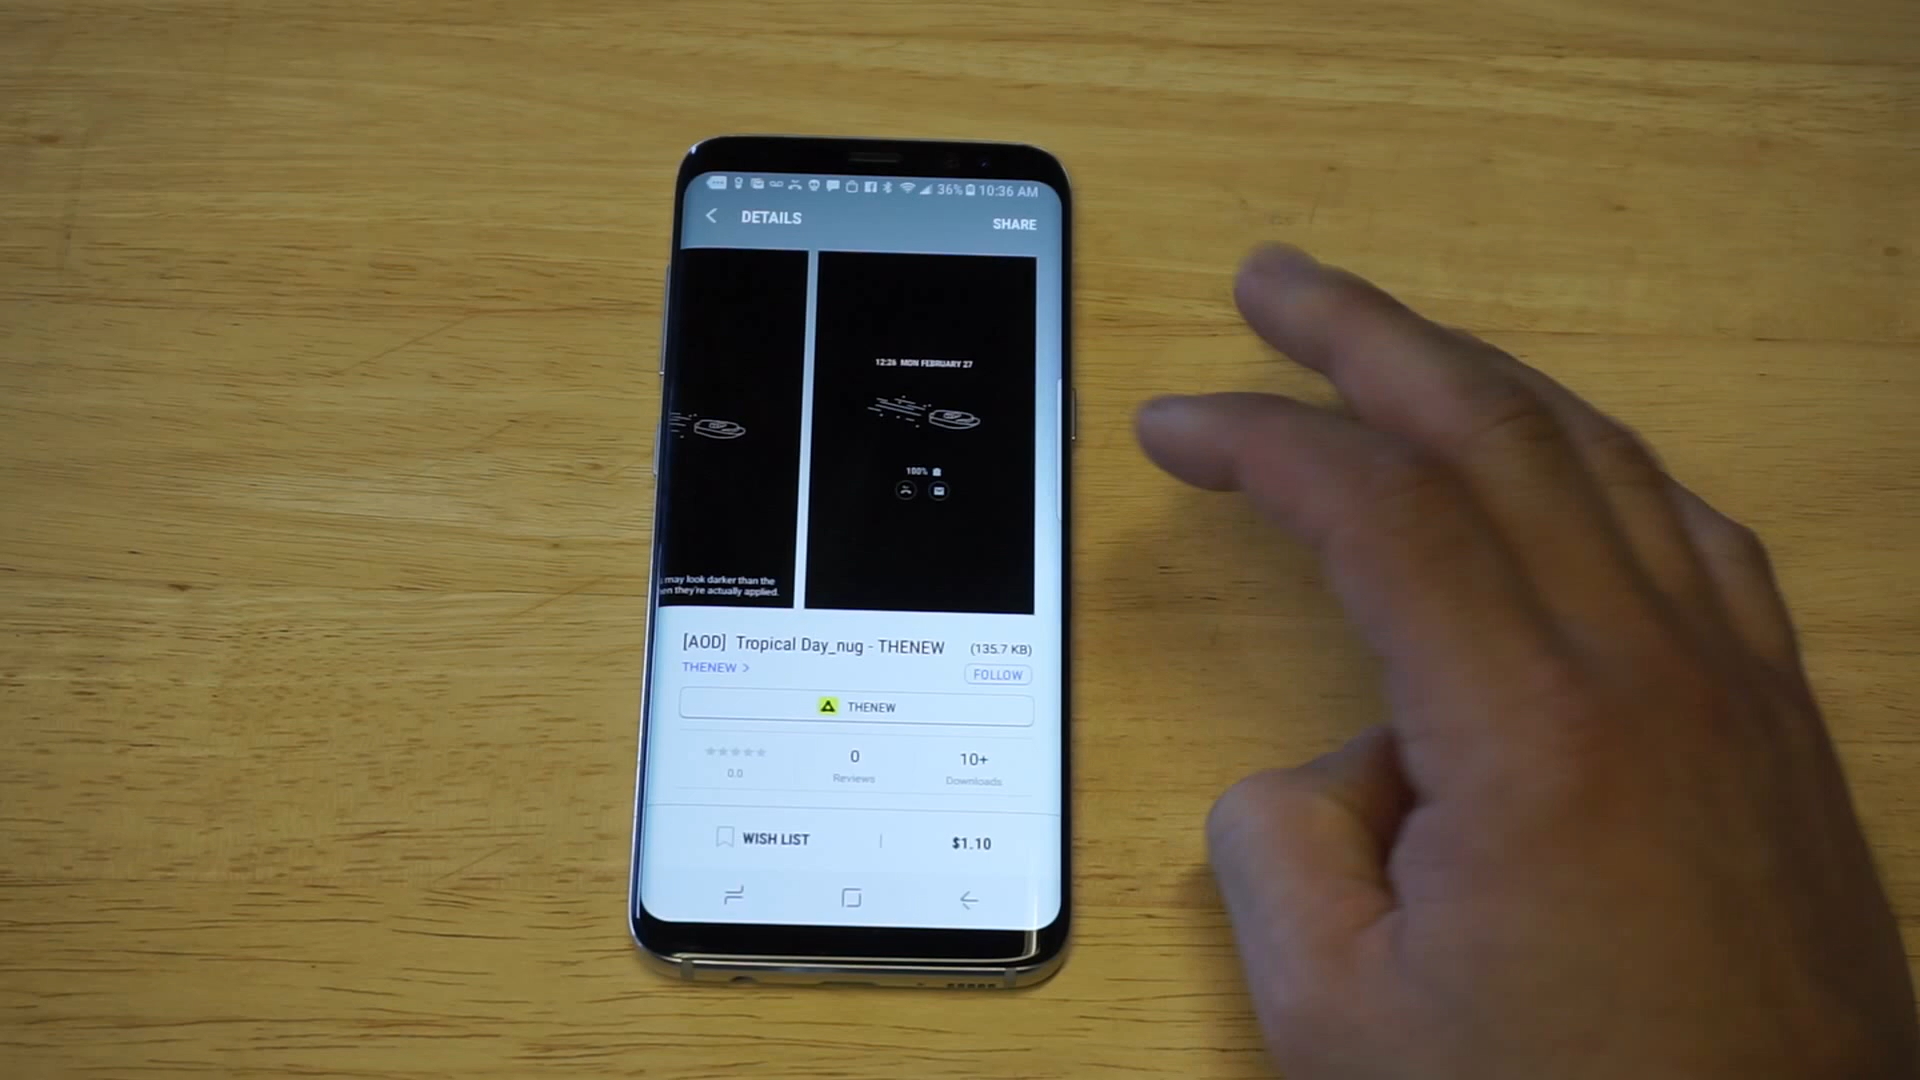 36% 10:36 AM
DETAILS
SHARE
12:26 MON FEBRUARY 27
100%
may look darker than the
they're actually applied.
[AOD] Tropical Day_nug - THENEW (135.7 KB)
THENEW >
FOLLOW
THENEW
0.0
0
Reviews
10+
Downloads
WISH LIST
$1.10